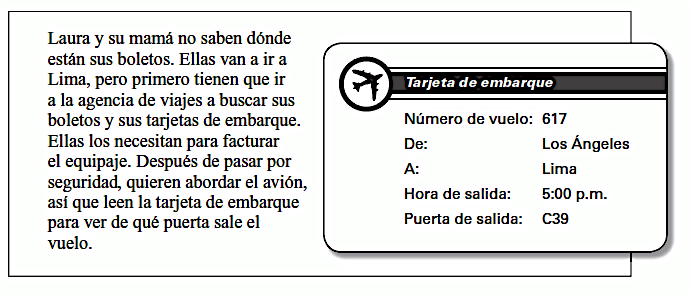 Laura y su mamá no saben dónde
están sus boletos. Ellas van a ir a
Lima, pero primero tienen que ir
a la agencia de viajes a buscar sus
boletos y sus tarjetas de embarque.
Ellas los necesitan para facturar
el equipaje. Después de pasar por
seguridad, quieren abordar el avión,
así que leen la tarjeta de embarque
para ver de qué puerta sale el
vuelo.
Tarjeta de embarque
Número de vuelo: 617
De: Los Ángeles
A: Lima
Hora de salida: 5:00 p.m.
Puerta de salida: C39